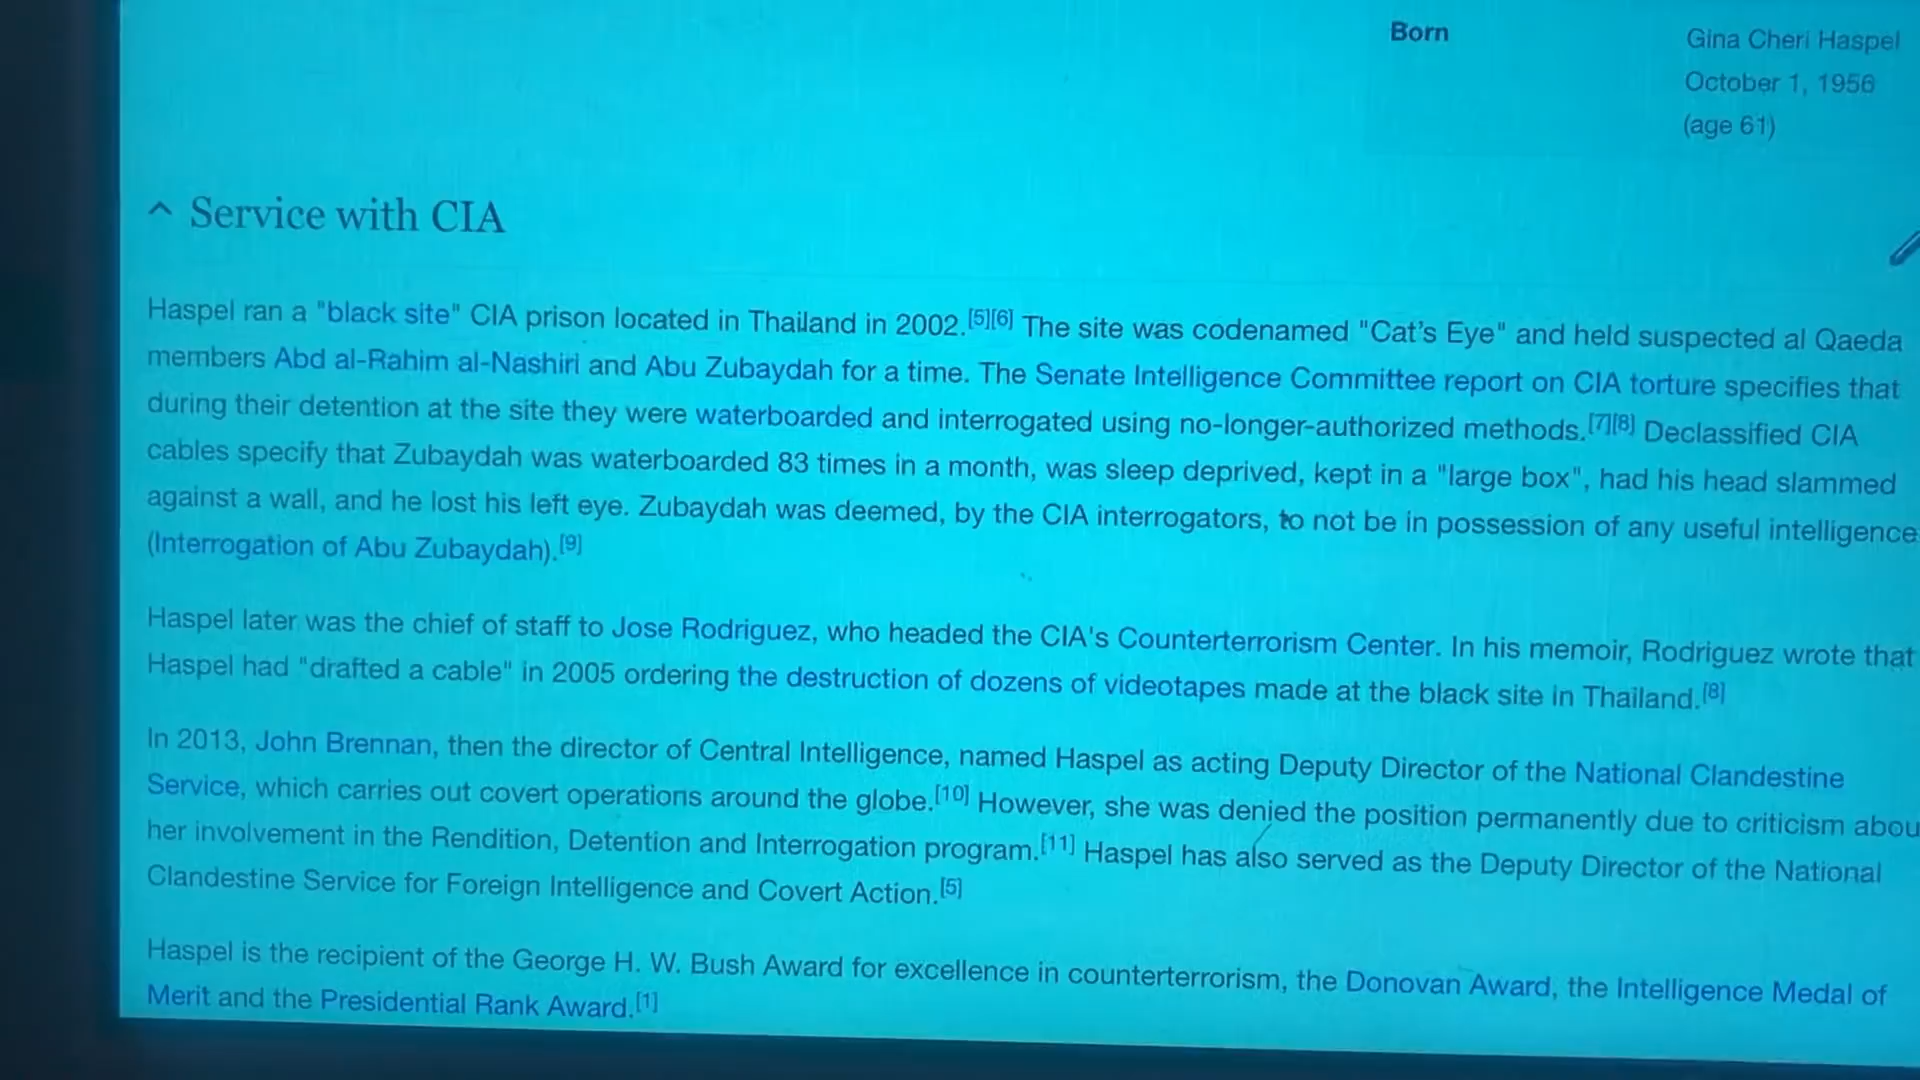 Born
Gina Cheri Haspel
October 1, 1956
(age 61)
Service with CIA
Haspel ran a "black site" CIA prison located in Thailand in 2002.[5][6] The site was codenamed "Cat's Eye" and held suspected al Qaeda
members Abd al-Rahim al-Nashiri and Abu Zubaydah for a time. The Senate Intelligence Committee report on CIA torture specifies that
during their detention at the site they were waterboarded and interrogated using no-longer-authorized methods.[7][8] Declassified CIA
cables specify that Zubaydah was waterboarded 83 times in a month, was sleep deprived, kept in a "large box", had his head slammed
against a wall, and he lost his left eye. Zubaydah was deemed, by the CIA interrogators, to not be in possession of any useful intelligence
(Interrogation of Abu Zubaydah).[9]
Haspel later was the chief of staff to Jose Rodriguez, who headed the CIA's Counterterrorism Center. In his memoir, Rodriguez wrote that
Haspel had "drafted a cable" in 2005 ordering the destruction of dozens of videotapes made at the black site in Thailand.[8]
In 2013, John Brennan, then the director of Central Intelligence, named Haspel as acting Deputy Director of the National Clandestine
Service, which carries out covert operations around the globe.[10] However, she was denied the position permanently due to criticism abou
her involvement in the Rendition, Detention and Interrogation program.[11] Haspel has also served as the Deputy Director of the National
Clandestine Service for Foreign Intelligence and Covert Action.[5]
Haspel is the recipient of the George H. W. Bush Award for excellence in counterterrorism, the Donovan Award, the Intelligence Medal of
Merit and the Presidential Rank Award.[1]